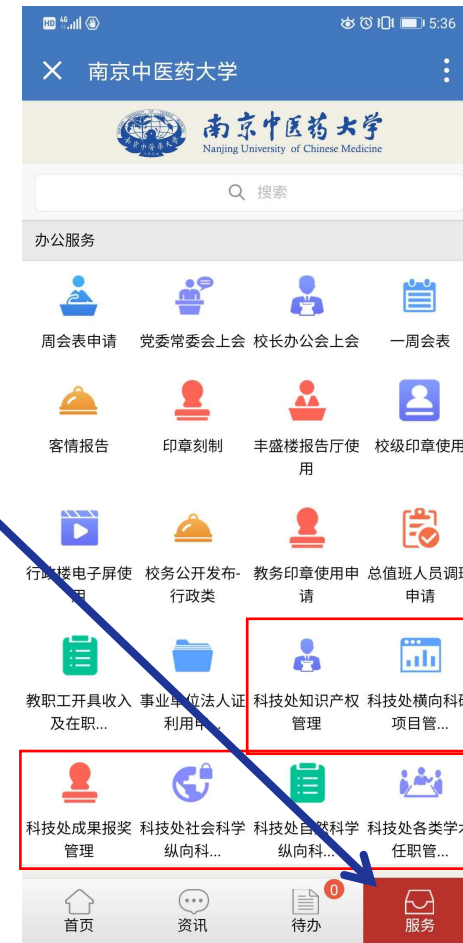 HD 46 5:36
南京中医药大学
南京中医药大学
Nanjing University of Chinese Medicine
搜索
办公服务
周会表申请 党委常委会上会 校长办公会上会 一周会表
客情报告 印章刻制 丰盛楼报告厅使 校级印章使用
用
行政楼电子屏使 校务公开发布- 教务印章使用申 总值班人员调班
用 行政类 请 申请
教职工开具收入 事业单位法人证 科技处知识产权 科技处横向科研
及在职... 利用申... 管理 项目管...
科技处成果报奖 科技处社会科学 科技处自然科学 科技处各类学术
管理 纵向科... 纵向科... 任职管...
0
首页 资讯 待办 服务